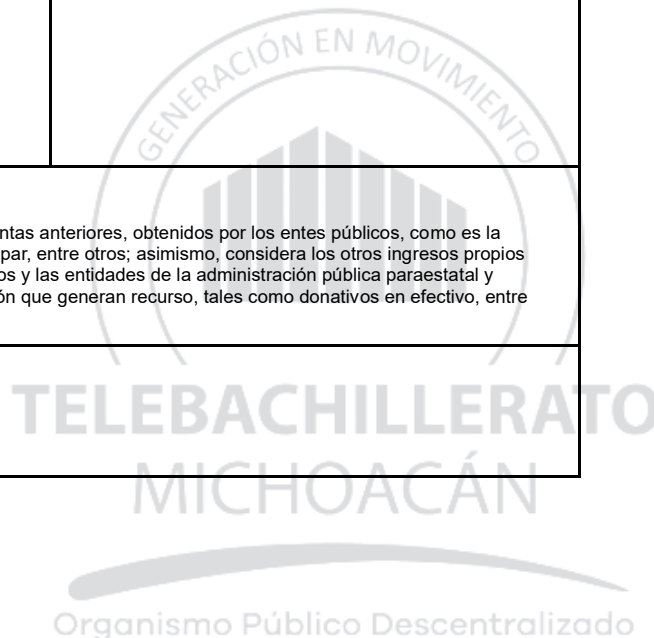 GENERACIÓN EN MOVIMIENTO
ntas anteriores, obtenidos por los entes públicos, como es la
par, entre otros; asimismo, considera los otros ingresos propios
os y las entidades de la administración pública paraestatal y
ón que generan recurso, tales como donativos en efectivo, entre
TELEBACHILLERATO
MICHOACÁN
Organismo Público Descentralizado